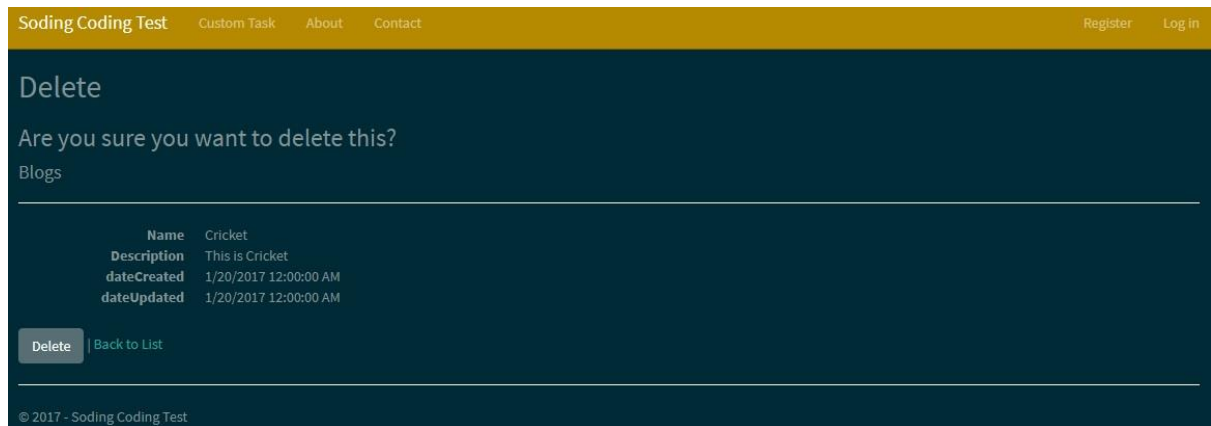 Soding Coding Test Custom Task About Contact Register Log in
Delete
Are you sure you want to delete this?
Blogs
Name Cricket
Description This is Cricket
dateCreated 1/20/2017 12:00:00 AM
dateUpdated 1/20/2017 12:00:00 AM
Delete | Back to List
© 2017 - Soding Coding Test